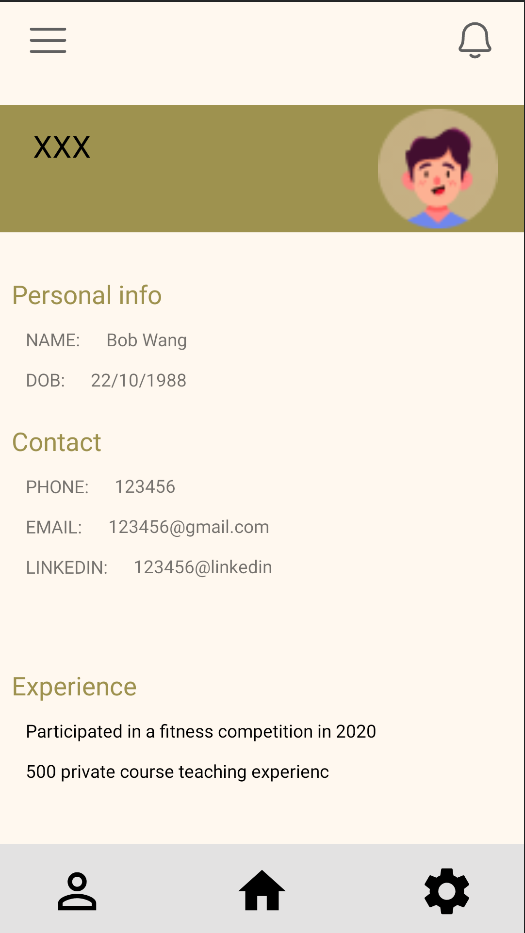 XXX
Personal info
NAME: Bob Wang
DOB: 22/10/1988
Contact
PHONE: 123456
EMAIL: 123456@gmail.com
LINKEDIN: 123456@linkedin
Experience
Participated in a fitness competition in 2020
500 private course teaching experienc